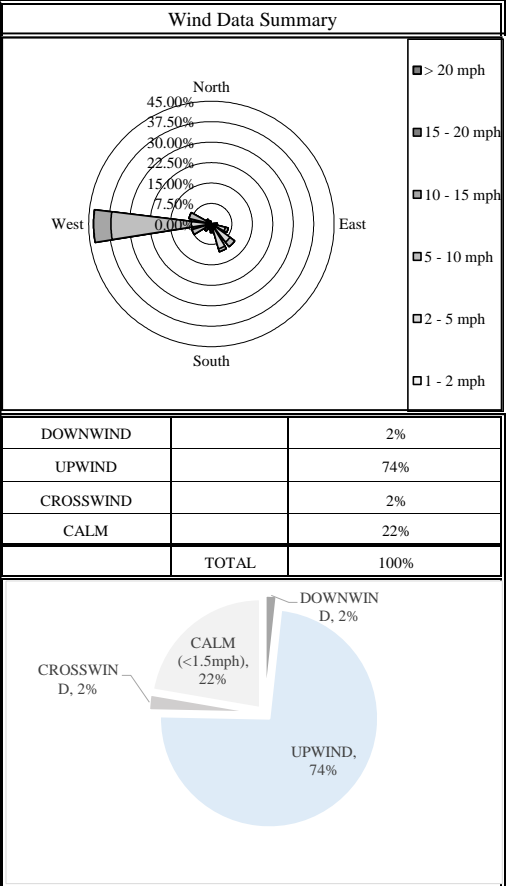 Wind Data Summary
North
45.00%
37.50%
30.00%
22.50%
15.00%
7.50%
0.00%
West
East
South
> 20 mph
15 - 20 mph
10 - 15 mph
5 - 10 mph
2 - 5 mph
1 - 2 mph
DOWNWIND 2%
UPWIND 74%
CROSSWIND 2%
CALM 22%
TOTAL 100%
DOWNWIN
D, 2%
CALM
(<1.5mph),
22%
CROSSWIN
D, 2%
UPWIND,
74%